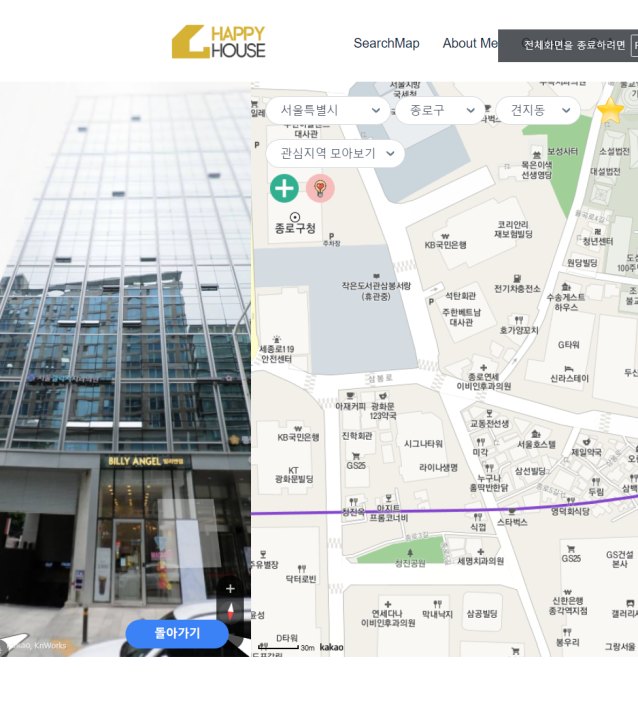 HAPPY
HOUSE
SearchMap
About Me
전체화면을 종료하려면
서울특별시
종로구
견지동
관심지역 모아보기
서울지방
국세청
대사관
P
보성사터
소설법전
목은이색
선생영당
대설법전
종로구청
P
주차장
KB국민은행
코리안리
재보험빌딩
청년센터
원당빌딩
작은도서관삼봉서랑
(휴관중)
P
석탄회관
전기차충전소
수송게스트
하우스
주한베트남
대사관
호가양꼬치
G타워
세종로119
안전센터
삼봉로
종로연세
이비인후과의원
신라스테이
아재커피
광화문
123약국
교동전선생
KB국민은행
진학회관
시그나타워
미각
서울호스텔
제일약국
GS25
라이나생명
KT
광화문빌딩
누구나
홀딱반한닭
삼선빌딩
두림
청진옥
아지트
프롬코너비
식껍
스타벅스
영덕회식당
종로3길
청진공원
세명치과의원
GS25
GS건설
본사
닥터로빈
신한은행
종각역지점
연세다나
이비인후과의원
막내낙지
삼공빌딩
봉우리
그랑서울
D타워
30m
kakao
BILLY ANGEL
돌아가기
kakao, KnWorks